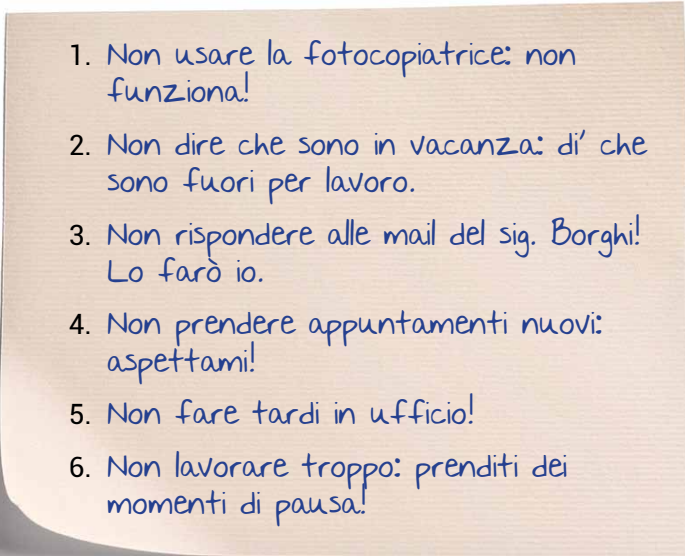 1. Non usare la fotocopiatrice: non
funziona!
2. Non dire che sono in vacanza: di' che
sono fuori per lavoro.
3. Non rispondere alle mail del sig. Borghi!
Lo farò io.
4. Non prendere appuntamenti nuovi:
aspettami!
5. Non fare tardi in ufficio!
6. Non lavorare troppo: prenditi dei
momenti di pausa!